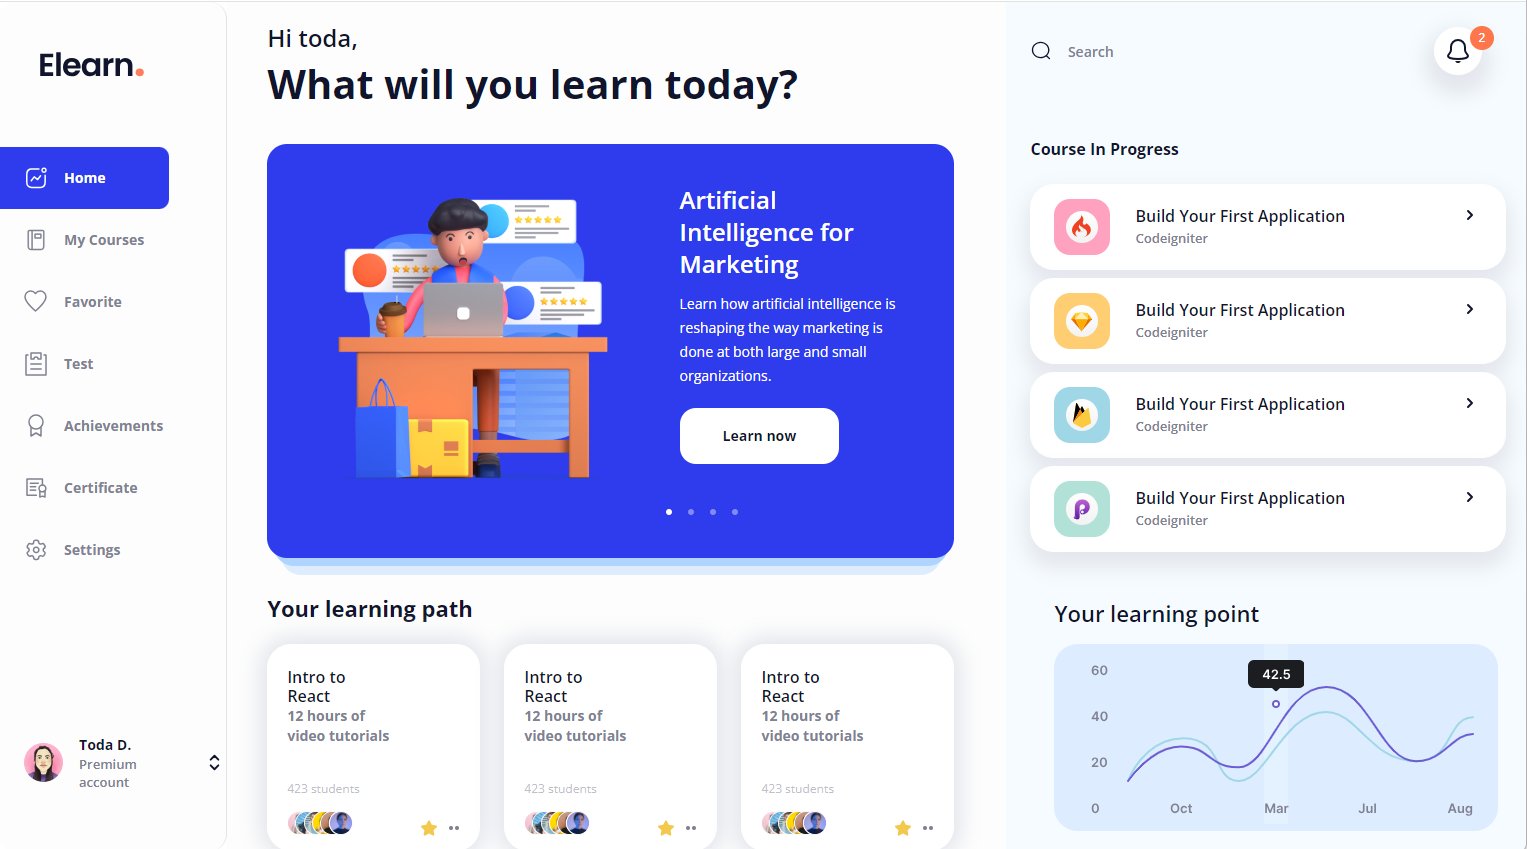 Elearn.
Home
My Courses
Favorite
Test
Achievements
Certificate
Settings
Toda D.
Premium
account
Hi toda,
What will you learn today?
Artificial
Intelligence for
Marketing
Learn how artificial intelligence is
reshaping the way marketing is
done at both large and small
organizations.
Learn now
Your learning path
Intro to
React
12 hours of
video tutorials
423 students
Intro to
React
12 hours of
video tutorials
423 students
Intro to
React
12 hours of
video tutorials
423 students
Search
2
Course In Progress
Build Your First Application
Codeigniter
Build Your First Application
Codeigniter
Build Your First Application
Codeigniter
Build Your First Application
Codeigniter
Your learning point
60
42.5
40
20
0 Oct Mar Jul Aug